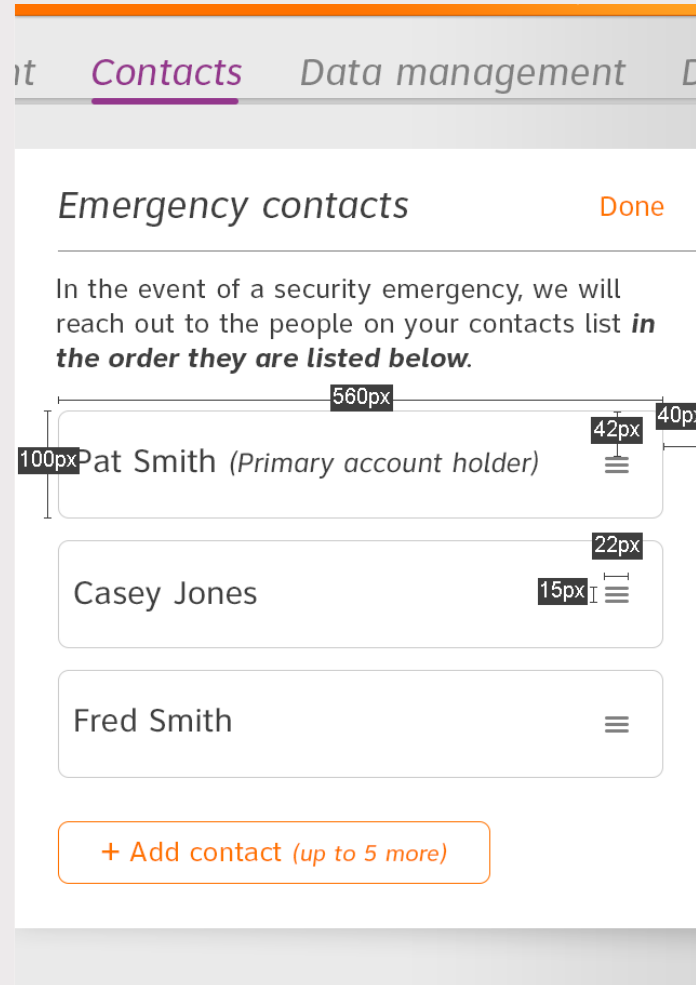 nt Contacts Data management D
Emergency contacts Done
In the event of a security emergency, we will
reach out to the people on your contacts list in
the order they are listed below.
560px
40px
42px
100px Pat Smith (Primary account holder)
22px
Casey Jones 15px
Fred Smith
+ Add contact (up to 5 more)